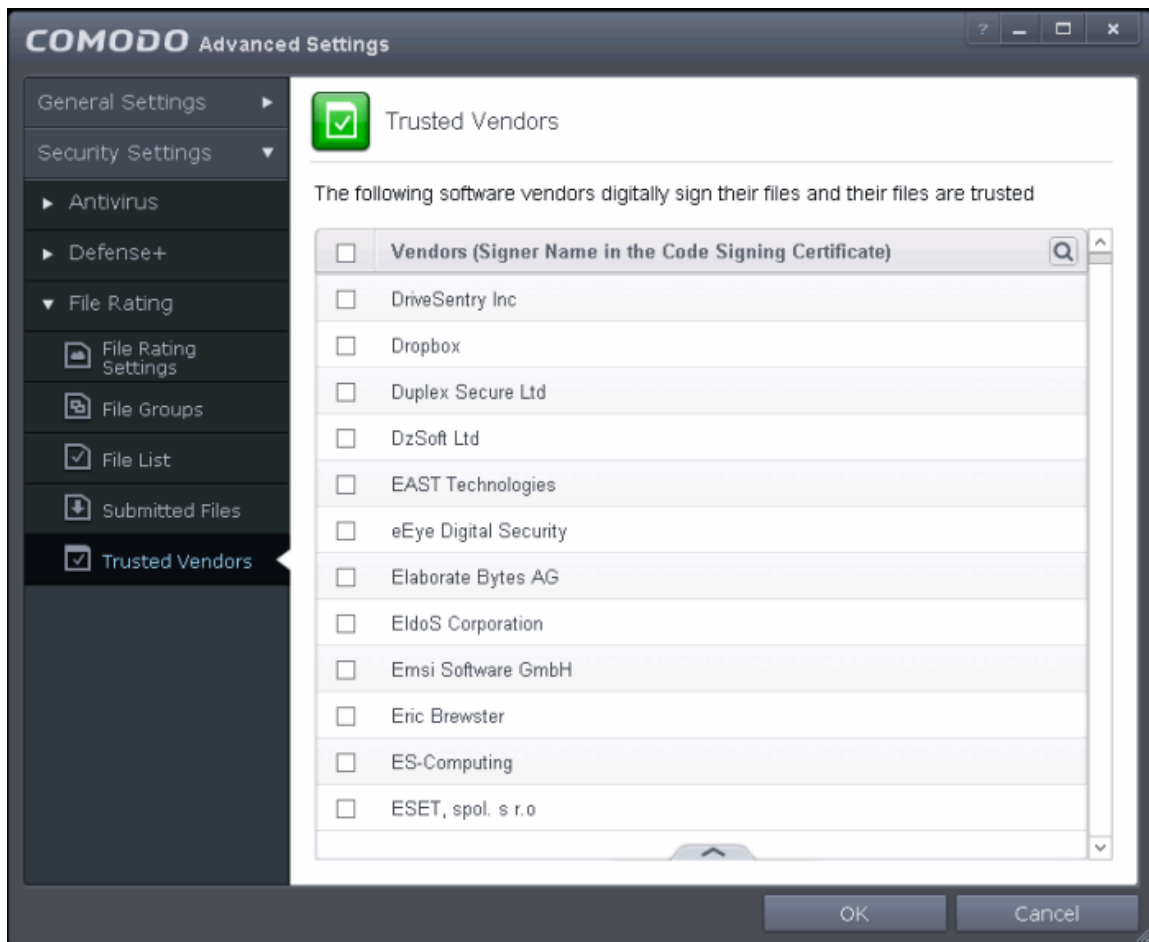 COMODO Advanced Settings
?
General Settings
Security Settings
Antivirus
Defense+
File Rating
File Rating
Settings
File Groups
File List
Submitted Files
Trusted Vendors
Trusted Vendors
The following software vendors digitally sign their files and their files are trusted
Vendors (Signer Name in the Code Signing Certificate)
DriveSentry Inc
Dropbox
Duplex Secure Ltd
DzSoft Ltd
EAST Technologies
eEye Digital Security
Elaborate Bytes AG
EldoS Corporation
Emsi Software GmbH
Eric Brewster
ES-Computing
ESET, spol. s r.o
OK
Cancel